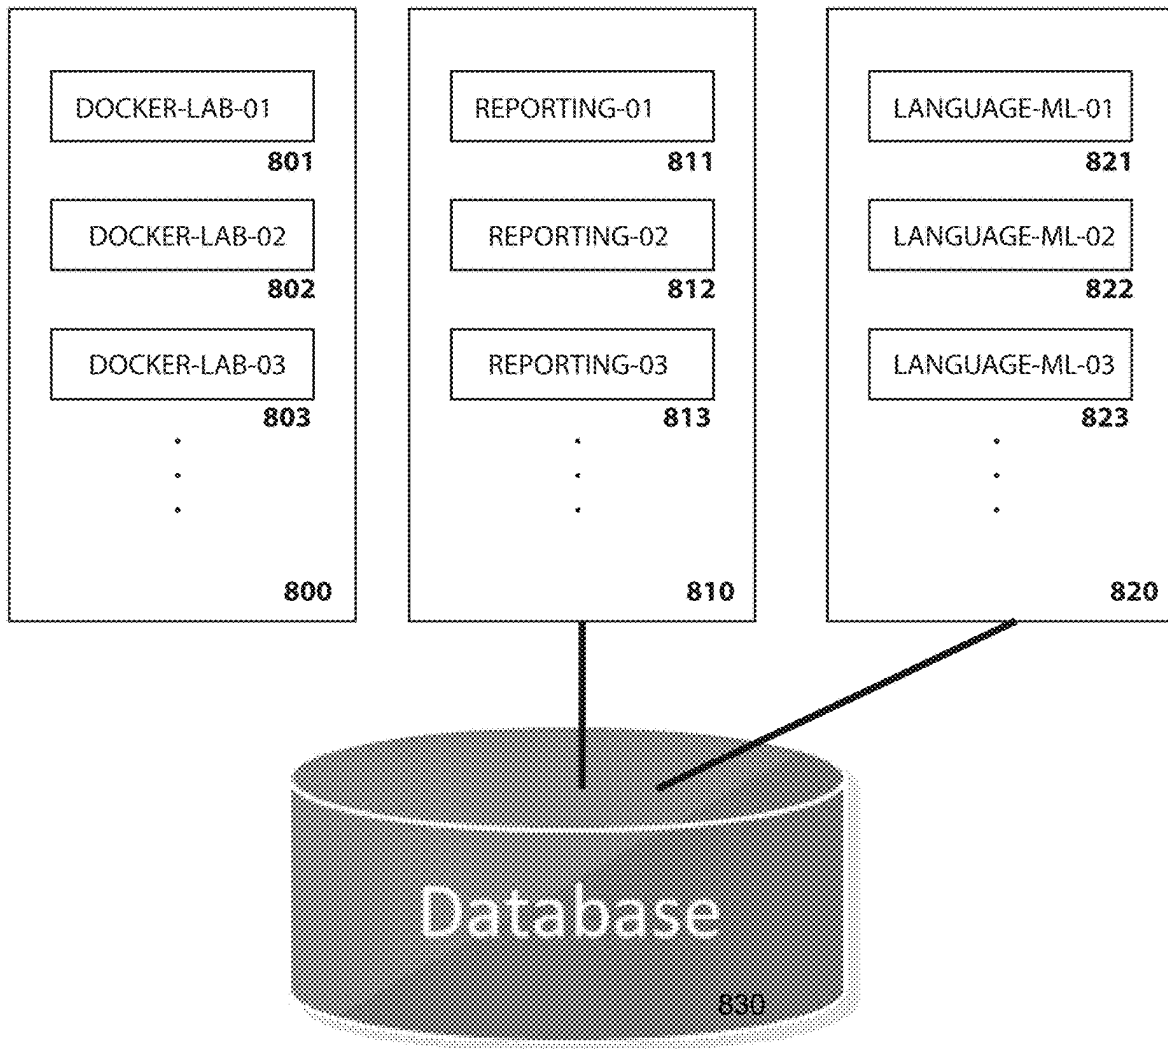 DOCKER-LAB-01
801
DOCKER-LAB-02
802
DOCKER-LAB-03
803
800
REPORTING-01
811
REPORTING-02
812
REPORTING-03
813
810
LANGUAGE-ML-01
821
LANGUAGE-ML-02
822
LANGUAGE-ML-03
823
820
Database
830